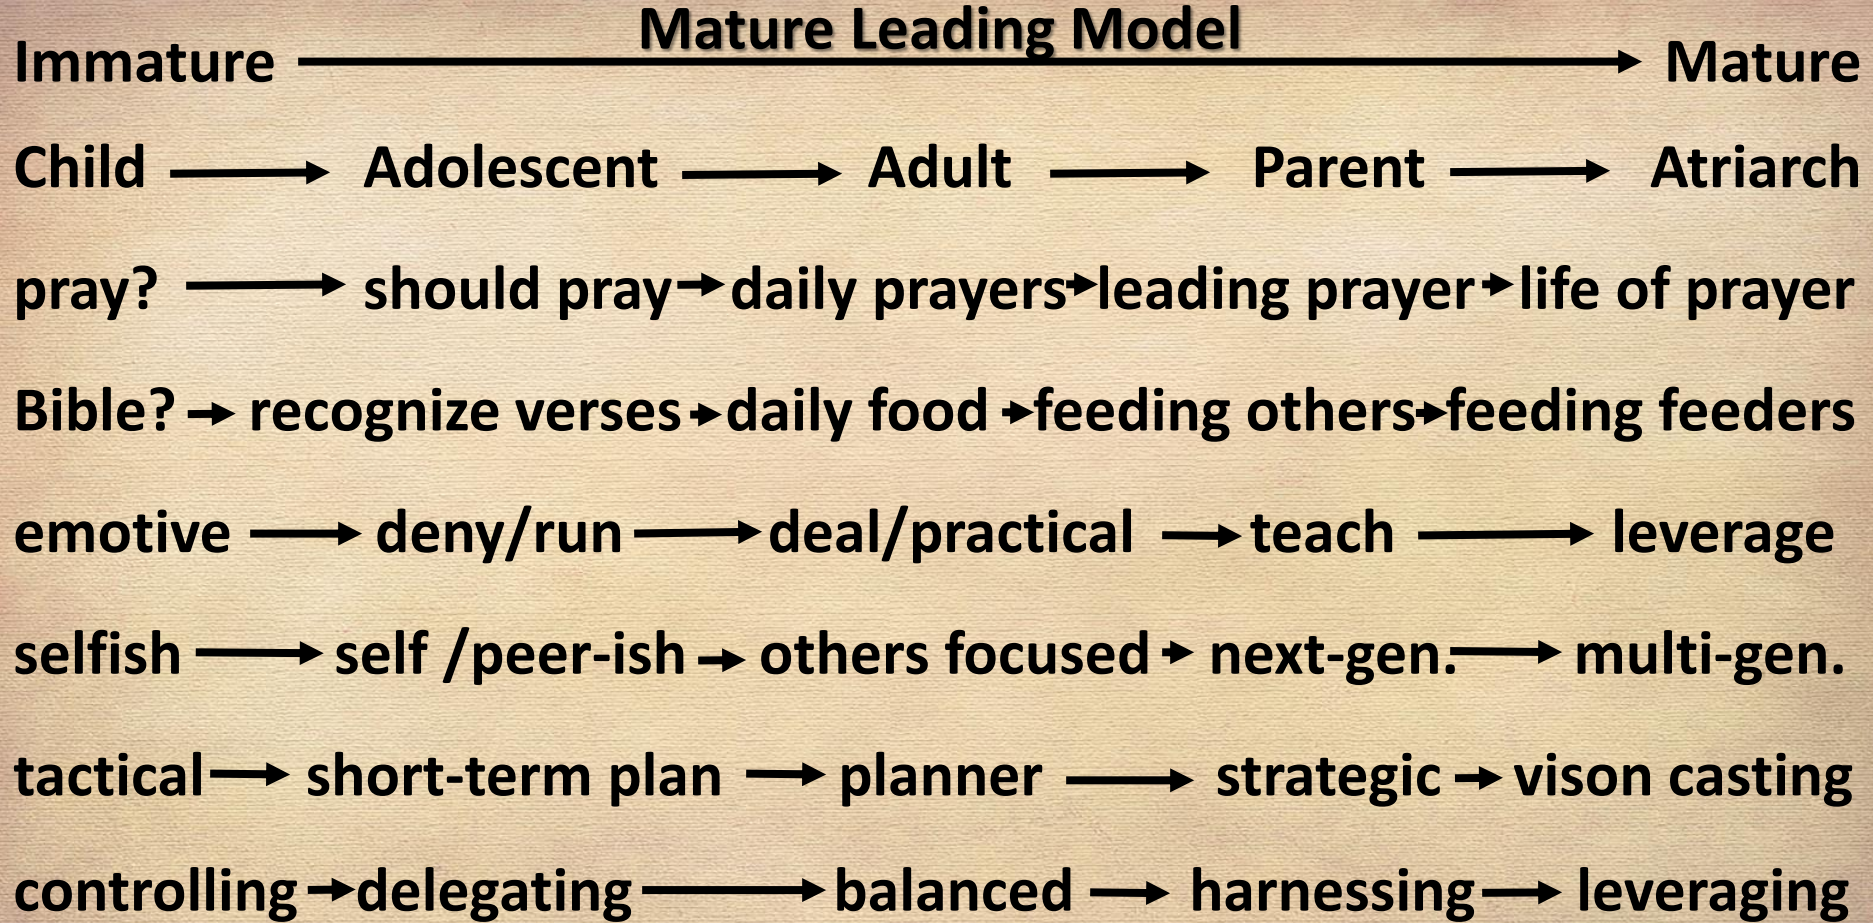 Mature Leading Model
Immature Mature
Child Adolescent Adult Parent Atriarch
pray? should pray daily prayers leading prayer life of prayer
Bible? recognize verses daily food feeding others feeding feeders
emotive deny/run deal/practical teach leverage
selfish self /peer-ish others focused next-gen. multi-gen.
tactical short-term plan planner strategic vison casting
controlling delegating balanced harnessing leveraging